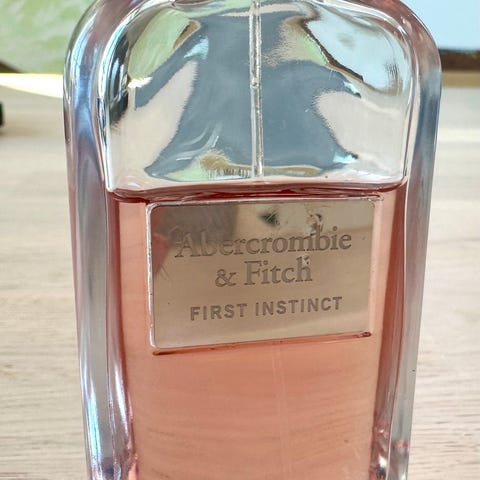 Abercrombie
& Fitch
FIRST INSTINCT